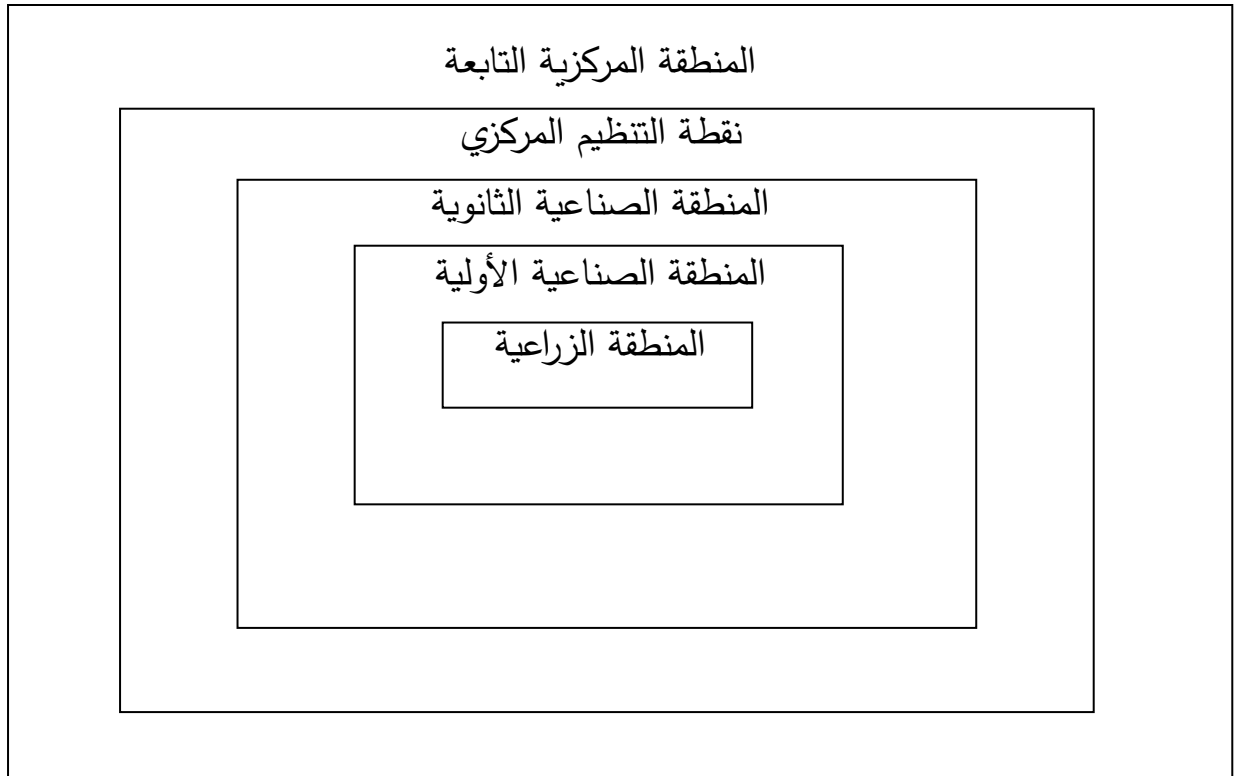 المنطقة المركزية التابعة
نقطة التنظيم المركزي
المنطقة الصناعية الثانوية
المنطقة الصناعية الأولية
المنطقة الزراعية